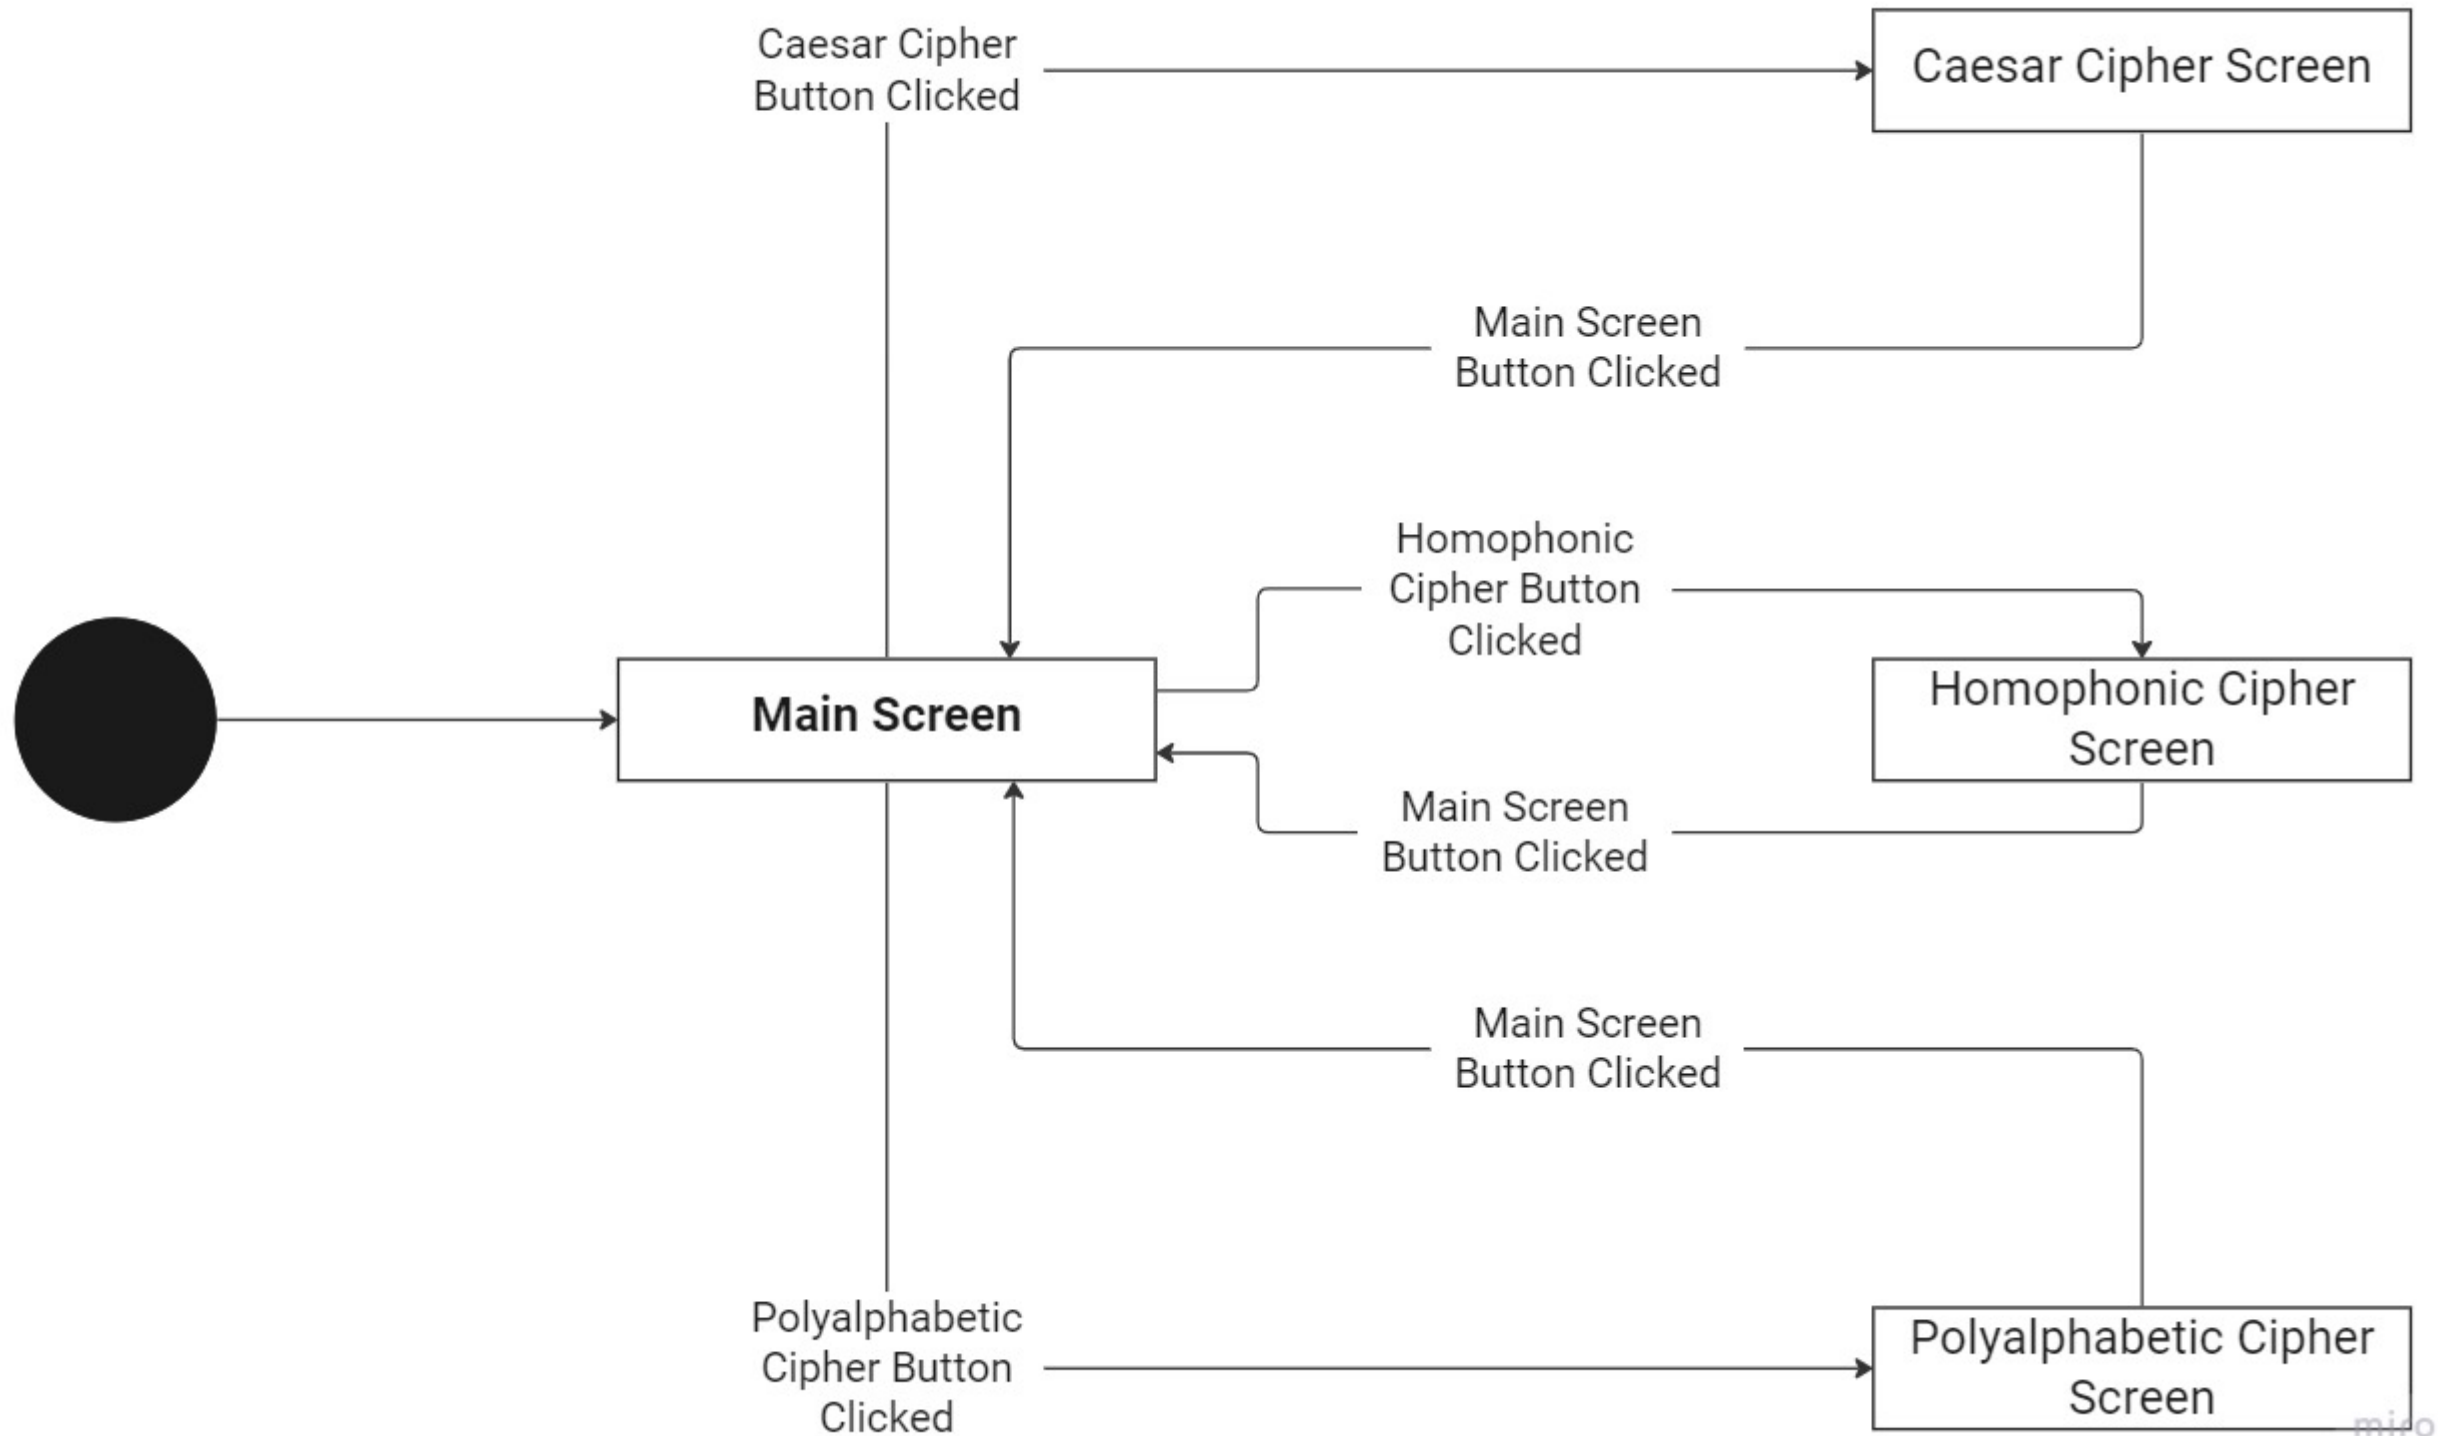 Caesar Cipher
Button Clicked
Caesar Cipher Screen
Main Screen
Button Clicked
Homophonic
Cipher Button
Clicked
Main Screen
Homophonic Cipher
Screen
Main Screen
Button Clicked
Main Screen
Button Clicked
Polyalphabetic
Cipher Button
Clicked
Polyalphabetic Cipher
Screen
miro